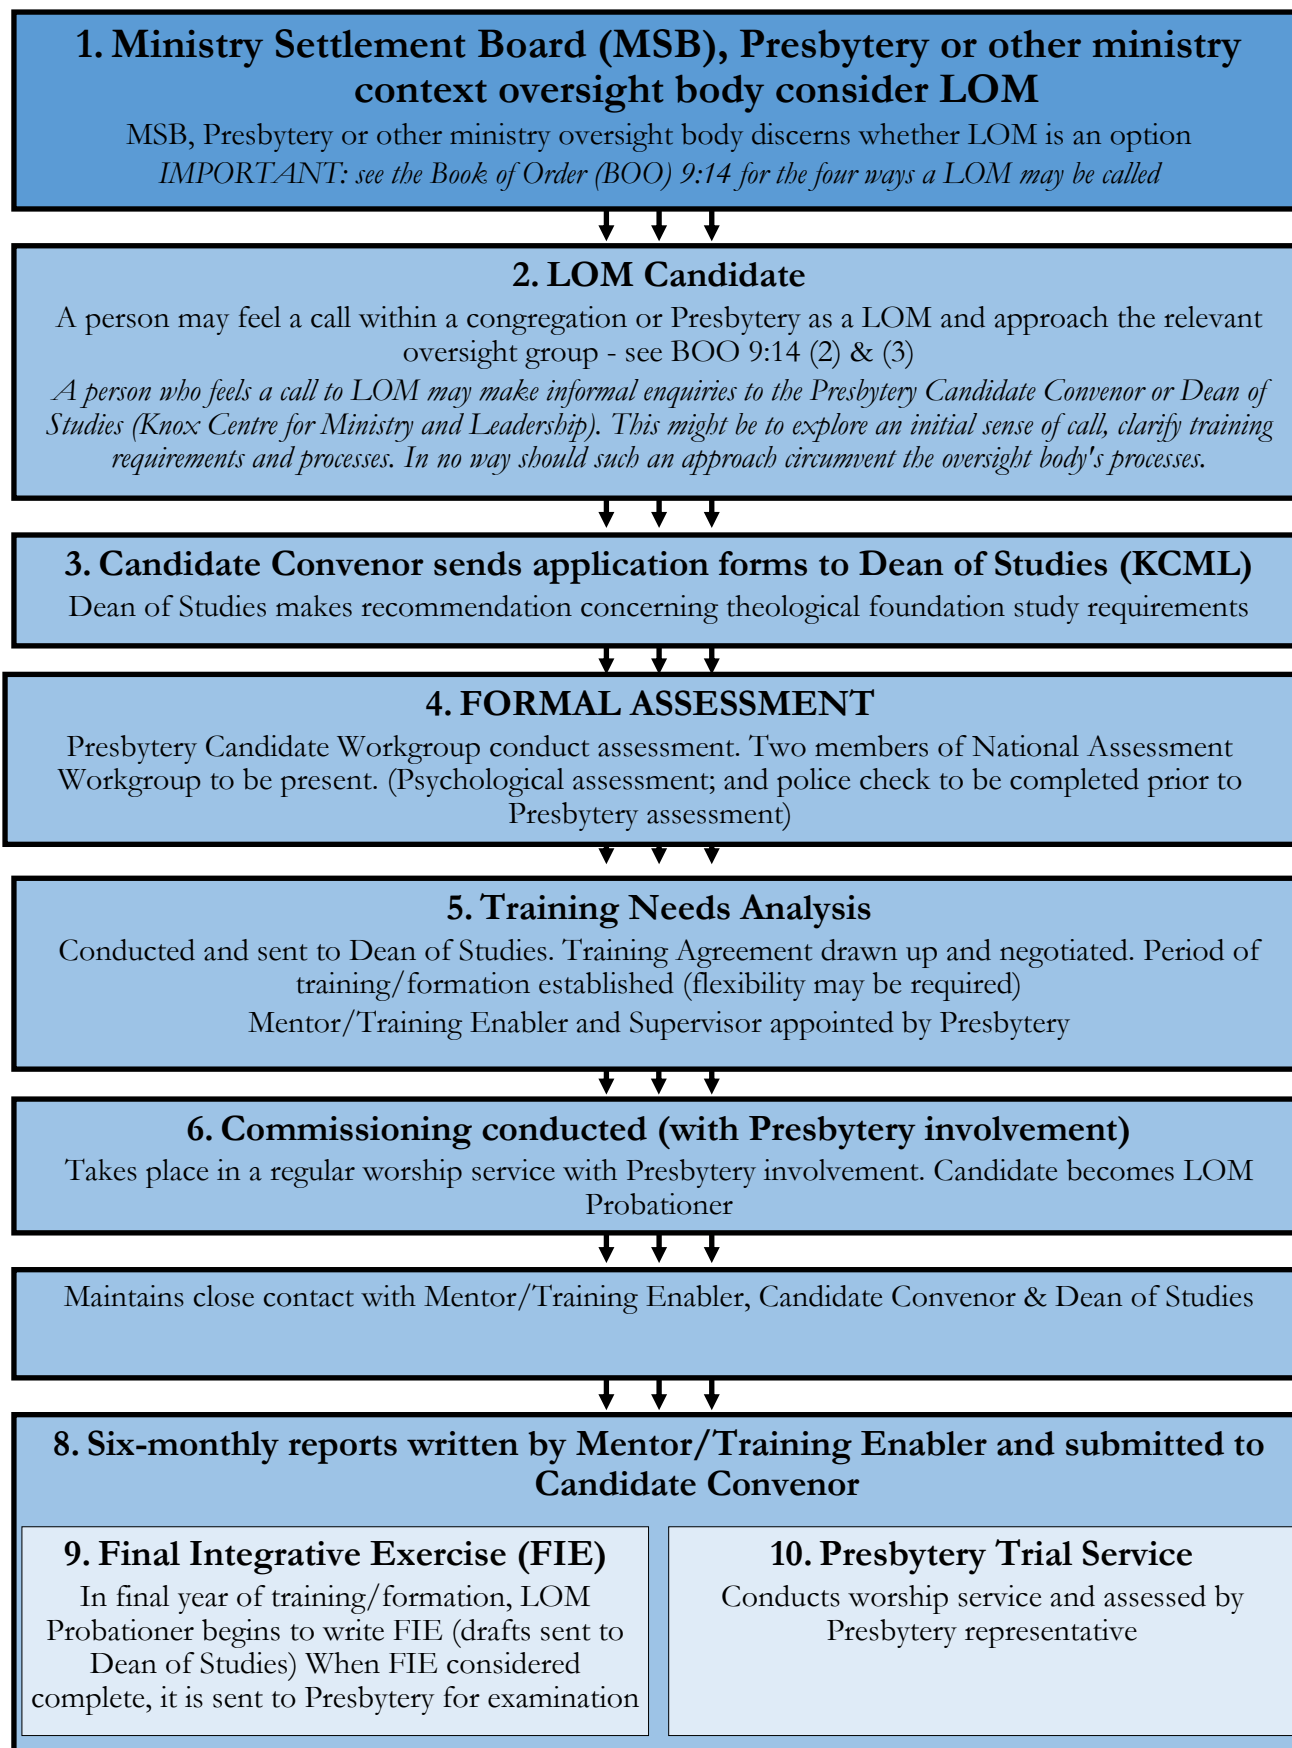 1. Ministry Settlement Board (MSB), Presbytery or other ministry
context oversight body consider LOM
MSB, Presbytery or other ministry oversight body discerns whether LOM is an option
IMPORTANT: see the Book of Order (BOO) 9:14 for the four ways a LOM may be called
2. LOM Candidate
A person may feel a call within a congregation or Presbytery as a LOM and approach the relevant
oversight group - see BOO 9:14 (2) & (3)
A person who feels a call to LOM may make informal enquiries to the Presbytery Candidate Convenor or Dean of
Studies (Knox Centre for Ministry and Leadership). This might be to explore an initial sense of call, clarify training
requirements and processes. In no way should such an approach circumvent the oversight body's processes.
3. Candidate Convenor sends application forms to Dean of Studies (KCML)
Dean of Studies makes recommendation concerning theological foundation study requirements
4. FORMAL ASSESSMENT
Presbytery Candidate Workgroup conduct assessment. Two members of National Assessment
Workgroup to be present. (Psychological assessment; and police check to be completed prior to
Presbytery assessment)
5. Training Needs Analysis
Conducted and sent to Dean of Studies. Training Agreement drawn up and negotiated. Period of
training/formation established (flexibility may be required)
Mentor/Training Enabler and Supervisor appointed by Presbytery
6. Commissioning conducted (with Presbytery involvement)
Takes place in a regular worship service with Presbytery involvement. Candidate becomes LOM
Probationer
Maintains close contact with Mentor/Training Enabler, Candidate Convenor & Dean of Studies
8. Six-monthly reports written by Mentor/Training Enabler and submitted to
Candidate Convenor
9. Final Integrative Exercise (FIE)
In final year of training/formation, LOM
Probationer begins to write FIE (drafts sent to
Dean of Studies) When FIE considered
complete, it is sent to Presbytery for examination
10. Presbytery Trial Service
Conducts worship service and assessed by
Presbytery representative